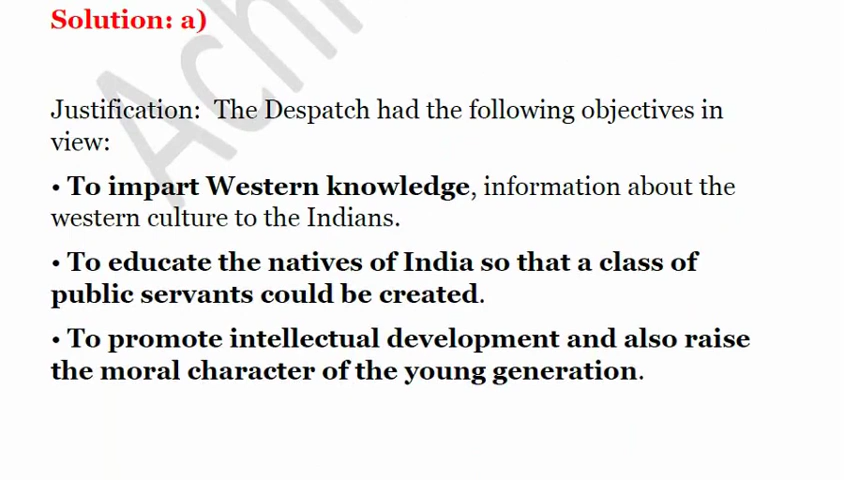 Solution: a)
Justification: The Despatch had the following objectives in
view:
• To impart Western knowledge, information about the
western culture to the Indians.
• To educate the natives of India so that a class of
public servants could be created.
• To promote intellectual development and also raise
the moral character of the young generation.